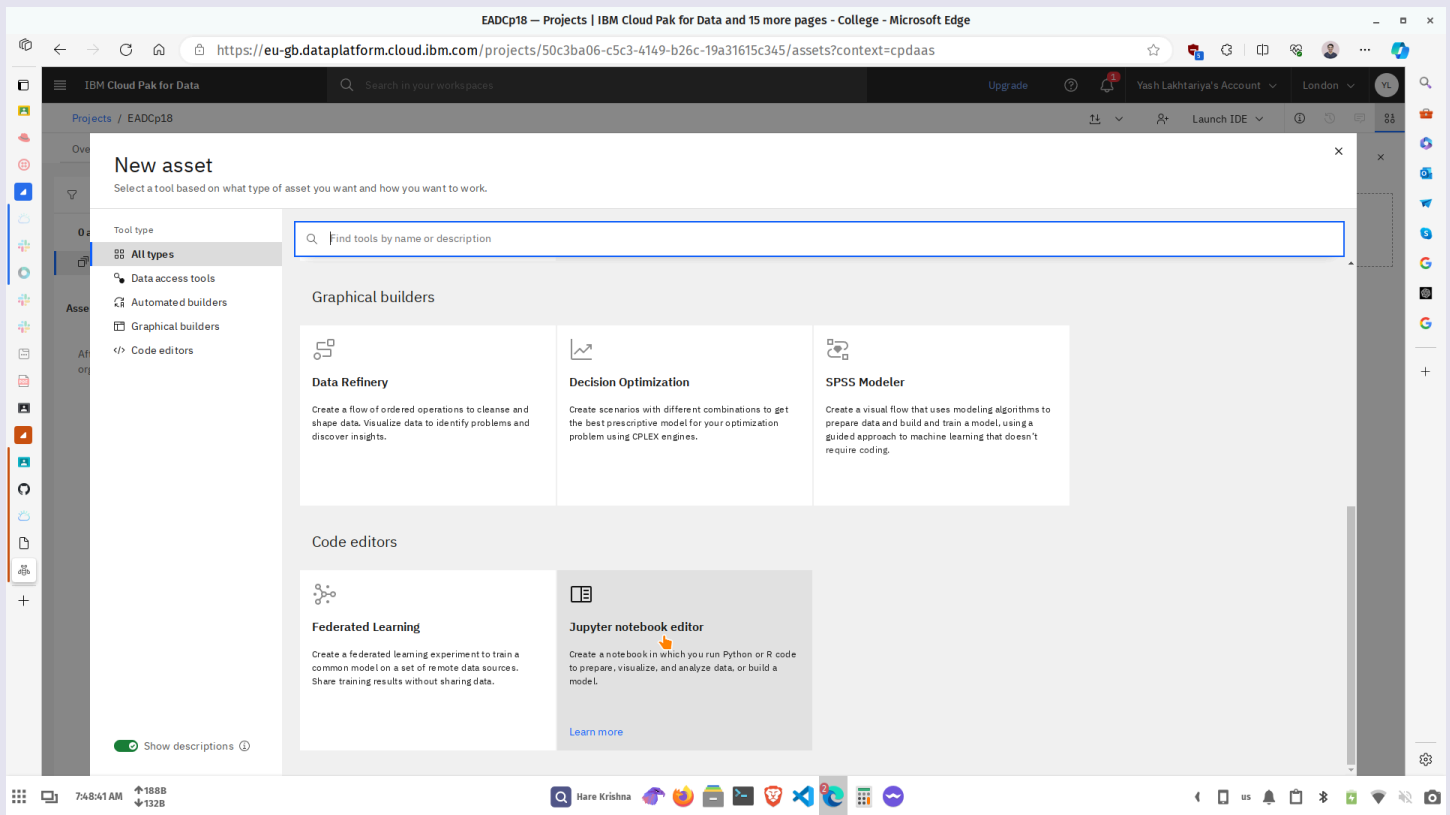 EADCp18 — Projects | IBM Cloud Pak for Data and 15 more pages - College - Microsoft Edge
https://eu-gb.dataplatform.cloud.ibm.com/projects/50c3ba06-c5c3-4149-b26c-19a31615c345/assets?context=cpdaas
5
IBM Cloud Pak for Data
Search in your workspaces
Upgrade
1
Yash Lakhtariya's Account
London
YL
Projects / EADCp18
Launch IDE
Ove
New asset
Select a tool based on what type of asset you want and how you want to work.
0 a
Asse
Aft
org
Tool type
All types
Data access tools
Automated builders
Graphical builders
Code editors
Show descriptions
Find tools by name or description
Graphical builders
Data Refinery
Create a flow of ordered operations to cleanse and
shape data. Visualize data to identify problems and
discover insights.
Decision Optimization
Create scenarios with different combinations to get
the best prescriptive model for your optimization
problem using CPLEX engines.
SPSS Modeler
Create a visual flow that uses modeling algorithms to
prepare data and build and train a model, using a
guided approach to machine learning that doesn't
require coding.
Code editors
Federated Learning
Create a federated learning experiment to train a
common model on a set of remote data sources.
Share training results without sharing data.
Jupyter notebook editor
Create a notebook in which you run Python or R code
to prepare, visualize, and analyze data, or build a
model.
Learn more
7:48:41 AM
188B
132B
Hare Krishna
2
us